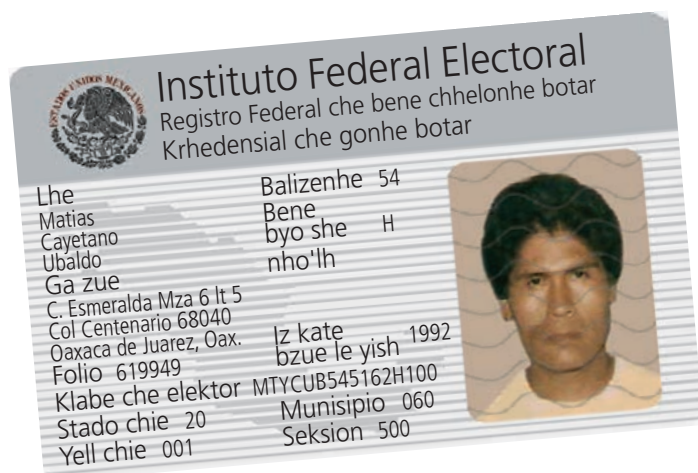 ESTADOS UNIDOS MEXICANOS
Instituto Federal Electoral
Registro Federal che bene chhelonhe botar
Krhedensial che gonhe botar
Lhe
Matias
Cayetano
Ubaldo
Ga zue
C. Esmeralda Mza 6 lt 5
Col Centenario 68040
Oaxaca de Juarez, Oax.
Folio 619949
Balizenhe 54
Bene
byo she H
nho'lh
Iz kate
bzue le yish 1992
Klabe che elektor MTYCUB545162H100
Stado chie 20
Munisipio 060
Yell chie 001
Seksion 500